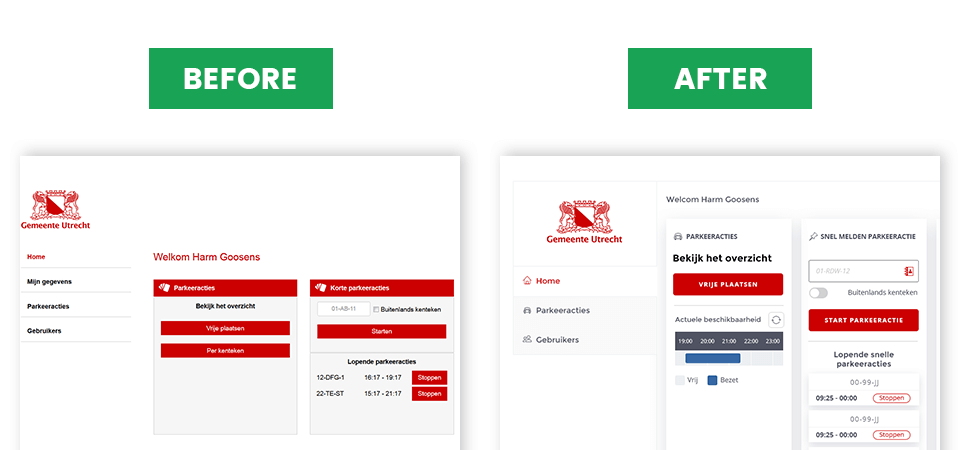 BEFORE
AFTER
Gemeente Utrecht
Home
Mijn gegevens
Parkeeracties
Gebruikers
Welkom Harm Goosens
Parkeeracties
Bekijk het overzicht
Vrije plaatsen
Per kenteken
Korte parkeeracties
01-AB-11
Buitenlands kenteken
Starten
Lopende parkeeracties
12-DFG-1 16:17 - 19:17 Stoppen
22-TE-ST 15:17 - 21:17 Stoppen
Gemeente Utrecht
Home
Parkeeracties
Gebruikers
Welcom Harm Goosens
PARKEERACTIES
Bekijk het overzicht
VRIJE PLAATSEN
Actuele beschikbaarheid
19:00 20:00 21:00 22:00 23:00
Vrij Bezet
SNEL MELDEN PARKEERACTIE
01-RDW-12
Buitenlands kenteken
START PARKEERACTIE
Lopende snelle
parkeeracties
00-99-JJ
09:25 - 00:00 Stoppen
00-99-JJ
09:25 - 00:00 Stoppen